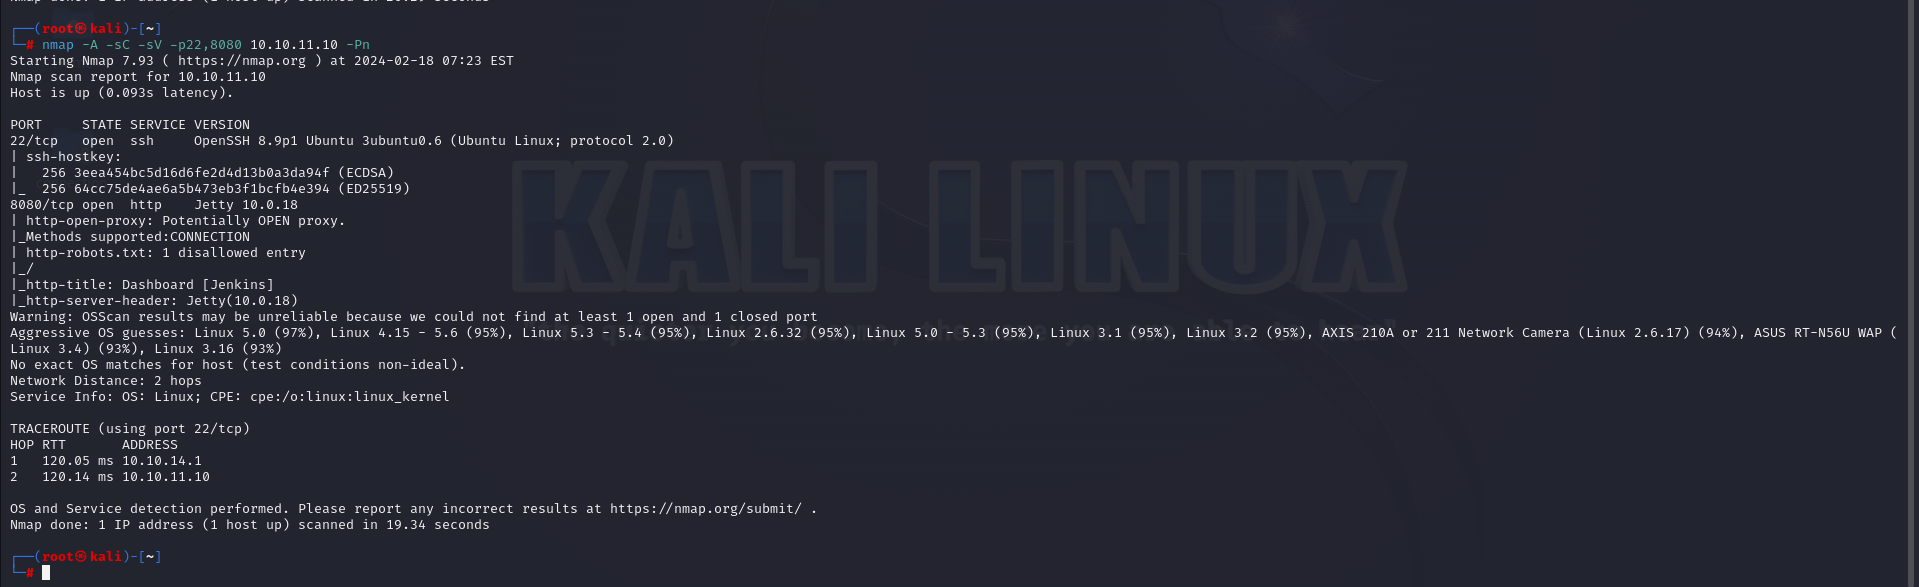 Nmap done: 1 IP address (1 host up) scanned in seconds
┌──(root㉿kali)-[~]
└─# nmap -A -sC -sV -p22,8080 10.10.11.10 -Pn
Starting Nmap 7.93 ( https://nmap.org ) at 2024-02-18 07:23 EST
Nmap scan report for 10.10.11.10
Host is up (0.093s latency).
PORT     STATE SERVICE VERSION
22/tcp   open  ssh     OpenSSH 8.9p1 Ubuntu 3ubuntu0.6 (Ubuntu Linux; protocol 2.0)
| ssh-hostkey:
|   256 3eea454bc5d16d6fe2d4d13b0a3da94f (ECDSA)
|_  256 64cc75de4ae6a5b473eb3f1bcfb4e394 (ED25519)
8080/tcp open  http    Jetty 10.0.18
| http-open-proxy: Potentially OPEN proxy.
|_Methods supported:CONNECTION
| http-robots.txt: 1 disallowed entry
|_/
|_http-title: Dashboard [Jenkins]
|_http-server-header: Jetty(10.0.18)
Warning: OSScan results may be unreliable because we could not find at least 1 open and 1 closed port
Aggressive OS guesses: Linux 5.0 (97%), Linux 4.15 - 5.6 (95%), Linux 5.3 - 5.4 (95%), Linux 2.6.32 (95%), Linux 5.0 - 5.3 (95%), Linux 3.1 (95%), Linux 3.2 (95%), AXIS 210A or 211 Network Camera (Linux 2.6.17) (94%), ASUS RT-N56U WAP (
Linux 3.4) (93%), Linux 3.16 (93%)
No exact OS matches for host (test conditions non-ideal).
Network Distance: 2 hops
Service Info: OS: Linux; CPE: cpe:/o:linux:linux_kernel
TRACEROUTE (using port 22/tcp)
HOP RTT       ADDRESS
1   120.05 ms 10.10.14.1
2   120.14 ms 10.10.11.10
OS and Service detection performed. Please report any incorrect results at https://nmap.org/submit/ .
Nmap done: 1 IP address (1 host up) scanned in 19.34 seconds
┌──(root㉿kali)-[~]
└─#
KALI LINUX